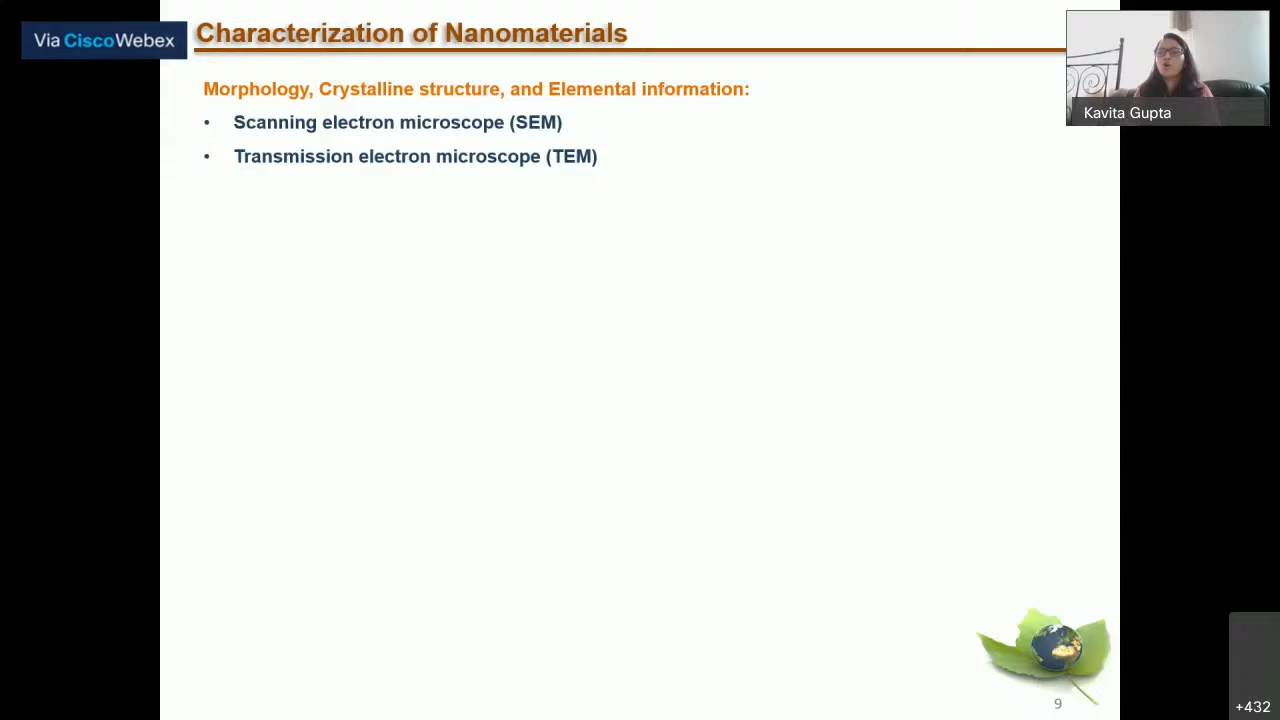 Via CiscoWebex
Characterization of Nanomaterials
Kavita Gupta
Morphology, Crystalline structure, and Elemental information:
• Scanning electron microscope (SEM)
• Transmission electron microscope (TEM)
9
+432